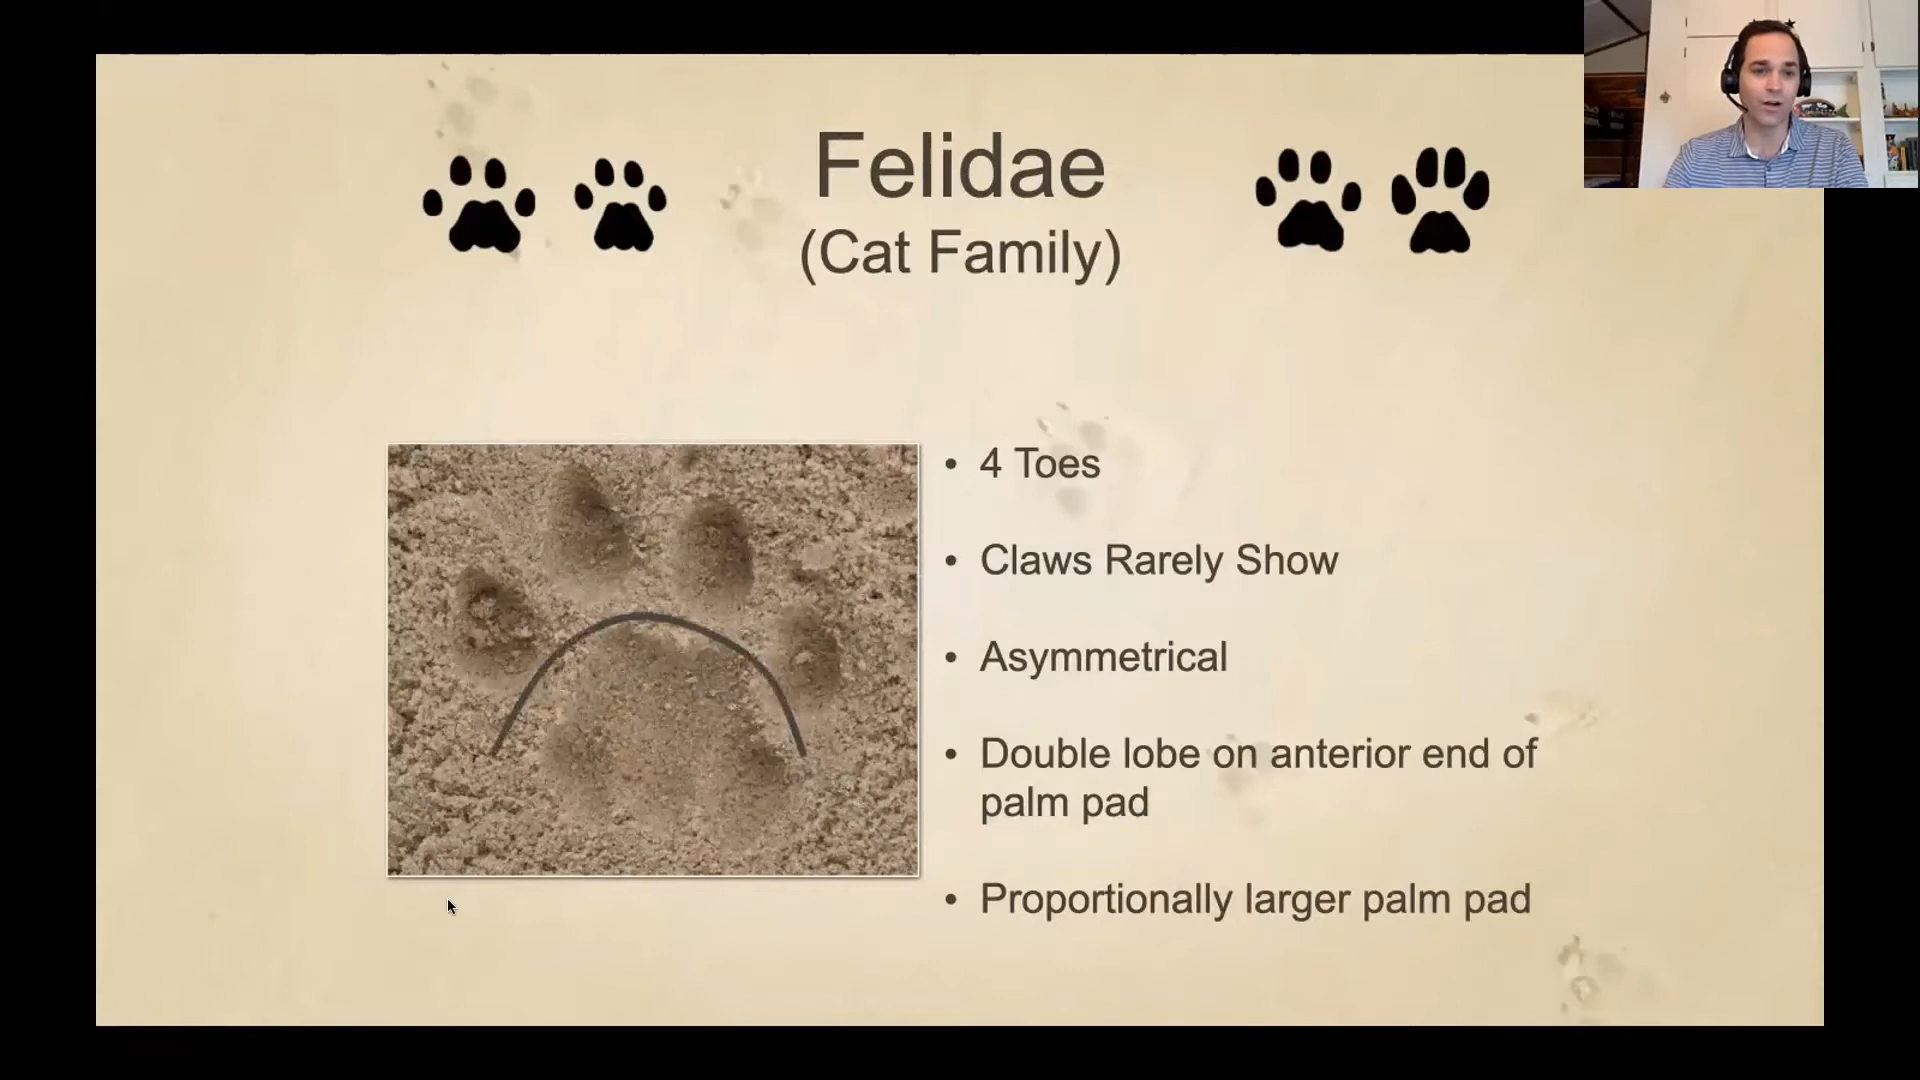 Felidae
(Cat Family)
• 4 Toes
• Claws Rarely Show
• Asymmetrical
• Double lobe on anterior end of
palm pad
• Proportionally larger palm pad